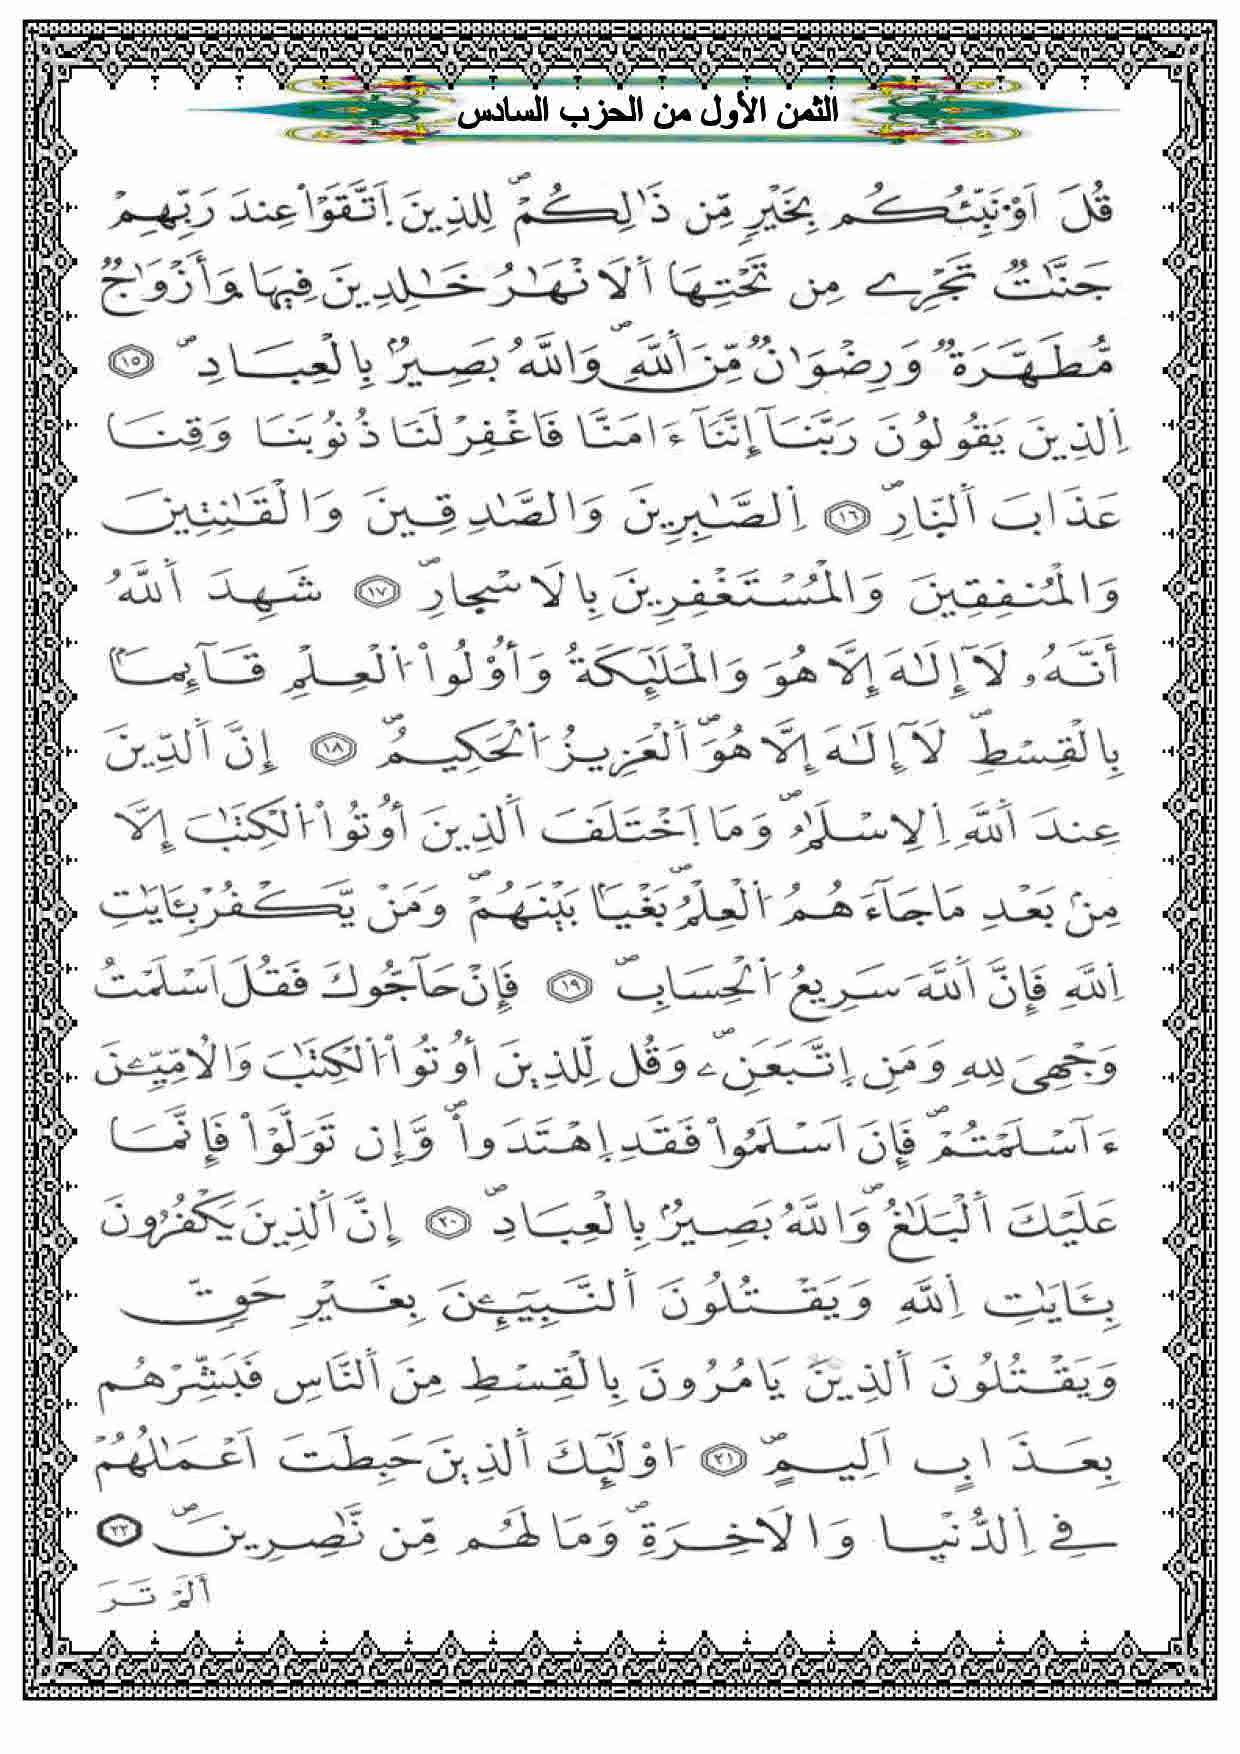 الثمن الأول من الحزب السادس
قُلَ اَوْ۬نَبِّئُكُم بِخَيْرٖ مِّن ذَٰلِكُمْۖ لِلذِينَ اَ۪تَّقَوْاْ عِندَ رَبِّهِمْ
جَنَّٰتٞ تَجْرِے مِن تَحْتِهَا اَ۬لَانْهَٰرُ خَٰلِدِينَ فِيهَا وَأَزْوَٰجٞ
مُّطَهَّرَةٞ وَرِضْوَٰنٞ مِّنَ اَ۬للَّهِۖ وَاللَّهُ بَصِيرُۢ بِالْعِبَادِۖ ١٥
اِ۬لذِينَ يَقُولُونَ رَبَّنَآ إِنَّنَآ ءَامَنَّا فَاغْفِرْ لَنَا ذُنُوبَنَا وَقِنَا
عَذَابَ اَ۬لنّ۪ارِۖ ١٦ اِ۬لصَّٰبِرِينَ وَالصَّٰدِقِينَ وَالْقَٰنِتِينَ
وَالْمُنفِقِينَ وَالْمُسْتَغْفِرِينَ بِالَاسْح۪ارِۖ ١٧ شَهِدَ اَ۬للَّهُ
أَنَّهُۥ لَآ إِلَٰهَ إِلَّا هُوَ وَالْمَلَٰٓئِكَةُ وَأُوْلُواْ اُ۬لْعِلْمِ قَآئِماَۢ
بِالْقِسْطِۖ لَآ إِلَٰهَ إِلَّا هُوَۖ اَ۬لْعَزِيزُ اُ۬لْحَكِيمُۖ ١٨ إِنَّ اَ۬لدِّينَ
عِندَ اَ۬للَّهِ اِ۬لِاسْلَٰمُۖ وَمَا اَ۪خْتَلَفَ اَ۬لذِينَ أُوتُواْ اُ۬لْكِتَٰبَ إِلَّا
مِنۢ بَعْدِ مَا جَآءَهُمُ اُ۬لْعِلْمُ بَغْياَۢ بَيْنَهُمْۖ وَمَنْ يَّكْفُرْ بِـَٔايَٰتِ
اِ۬للَّهِ فَإِنَّ اَ۬للَّهَ سَرِيعُ اُ۬لْحِسَابِۖ ١٩ فَإِنْ حَآجُّوكَ فَقُلَ اَسْلَمْتُ
وَجْهِيَ لِلهِ وَمَنِ اِ۪تَّبَعَنِۦۖ وَقُل لِّلذِينَ أُوتُواْ اُ۬لْكِتَٰبَ وَالُامِّيِّـۧنَ
ءَآسْلَمْتُمْۖ فَإِنَ اَسْلَمُواْ فَقَدِ اِ۪هْتَدَواْۖ وَّإِن تَوَلَّوْاْ فَإِنَّمَا
عَلَيْكَ اَ۬لْبَلَٰغُۖ وَاللَّهُ بَصِيرُۢ بِالْعِبَادِۖ ٢٠ إِنَّ اَ۬لذِينَ يَكْفُرُونَ
بِـَٔايَٰتِ اِ۬للَّهِ وَيَقْتُلُونَ اَ۬لنَّبِيٓـِٕۧنَ بِغَيْرِ حَقّٖ
وَيَقْتُلُونَ اَ۬لذِينَ يَامُرُونَ بِالْقِسْطِ مِنَ اَ۬لنَّاسِ فَبَشِّرْهُم
بِعَذَابٍ اَلِيمٍۖ ٢١ اُوْلَٰٓئِكَ اَ۬لذِينَ حَبِطَتَ اَعْمَٰلُهُمْ
فِے اِ۬لدُّنْي۪ا وَالَاخِرَةِۖ وَمَا لَهُم مِّن نَّٰصِرِينَۖ ٢٢
أَلَمْ تَرَ